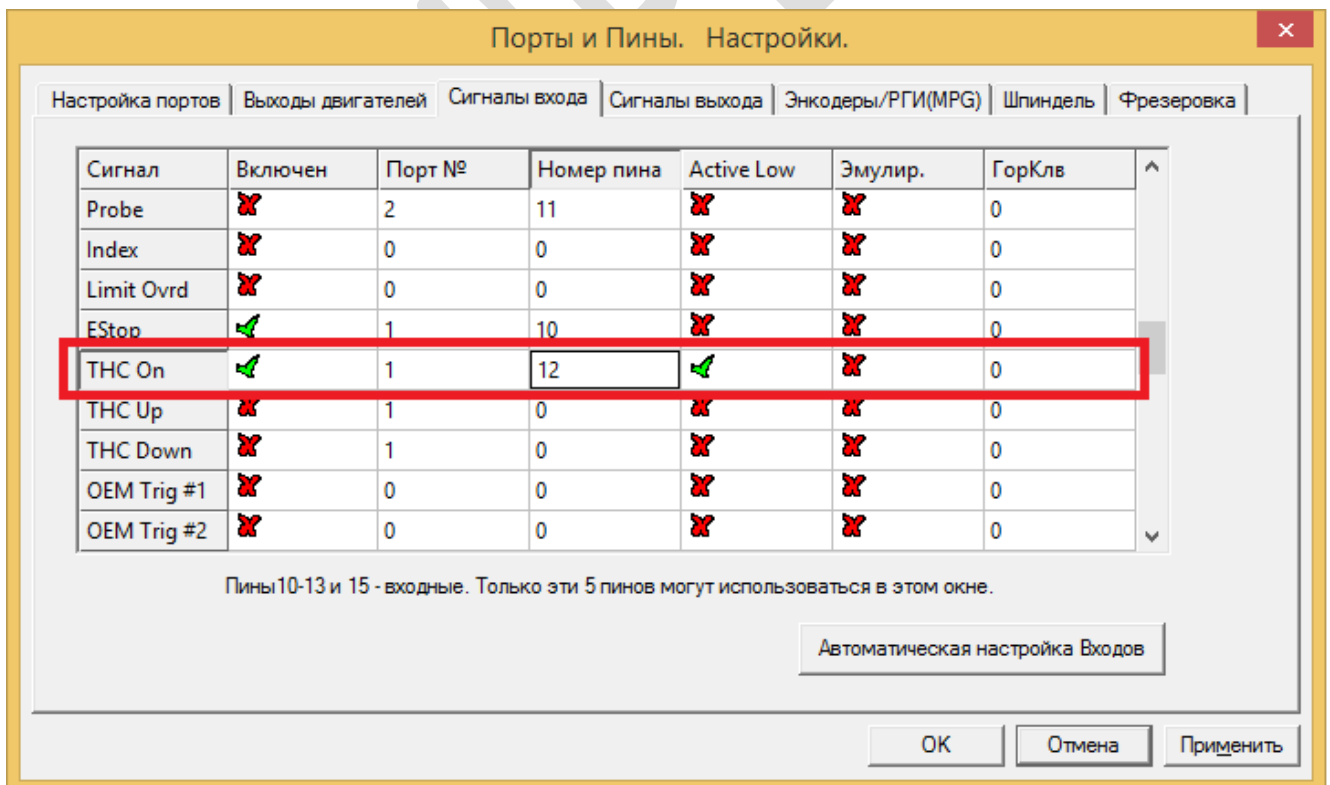 Порты и Пины. Настройки.
Настройка портов Выходы двигателей Сигналы входа Сигналы выхода Энкодеры/РГИ(MPG) Шпиндель Фрезеровка
Сигнал Включен Порт № Номер пина Active Low Эмулир. ГорКлв
Probe 2 11 0
Index 0 0 0
Limit Ovrd 0 0 0
EStop 1 10 0
THC On 1 12 0
THC Up 1 0 0
THC Down 1 0 0
OEM Trig #1 0 0 0
OEM Trig #2 0 0 0
Пины10-13 и 15 - входные. Только эти 5 пинов могут использоваться в этом окне.
Автоматическая настройка Входов
OK Отмена Применить